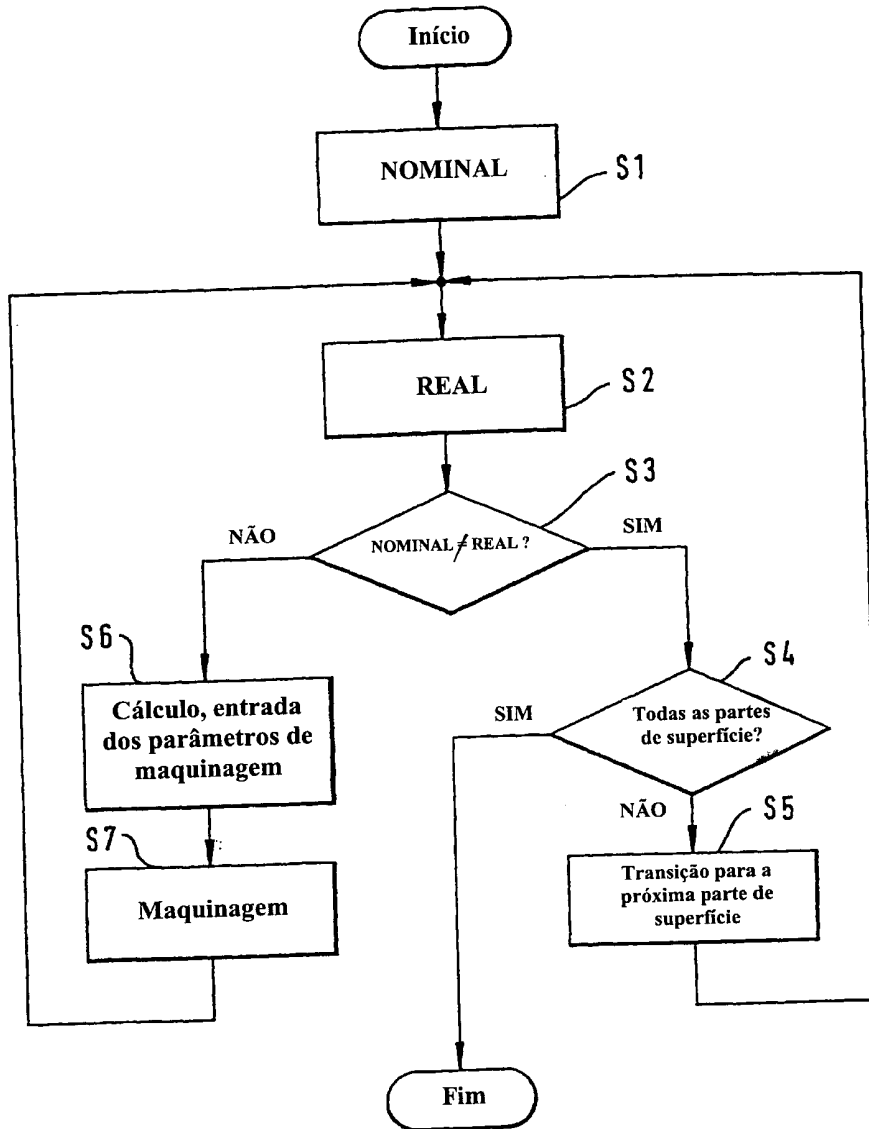 Início
NOMINAL
S1
REAL
S2
S3
NOMINAL ≠ REAL ?
NÃO
SIM
S6
Cálculo, entrada
dos parâmetros de
maquinagem
S4
Todas as partes
de superfície?
SIM
NÃO
S7
Maquinagem
S5
Transição para a
próxima parte de
superfície
Fim